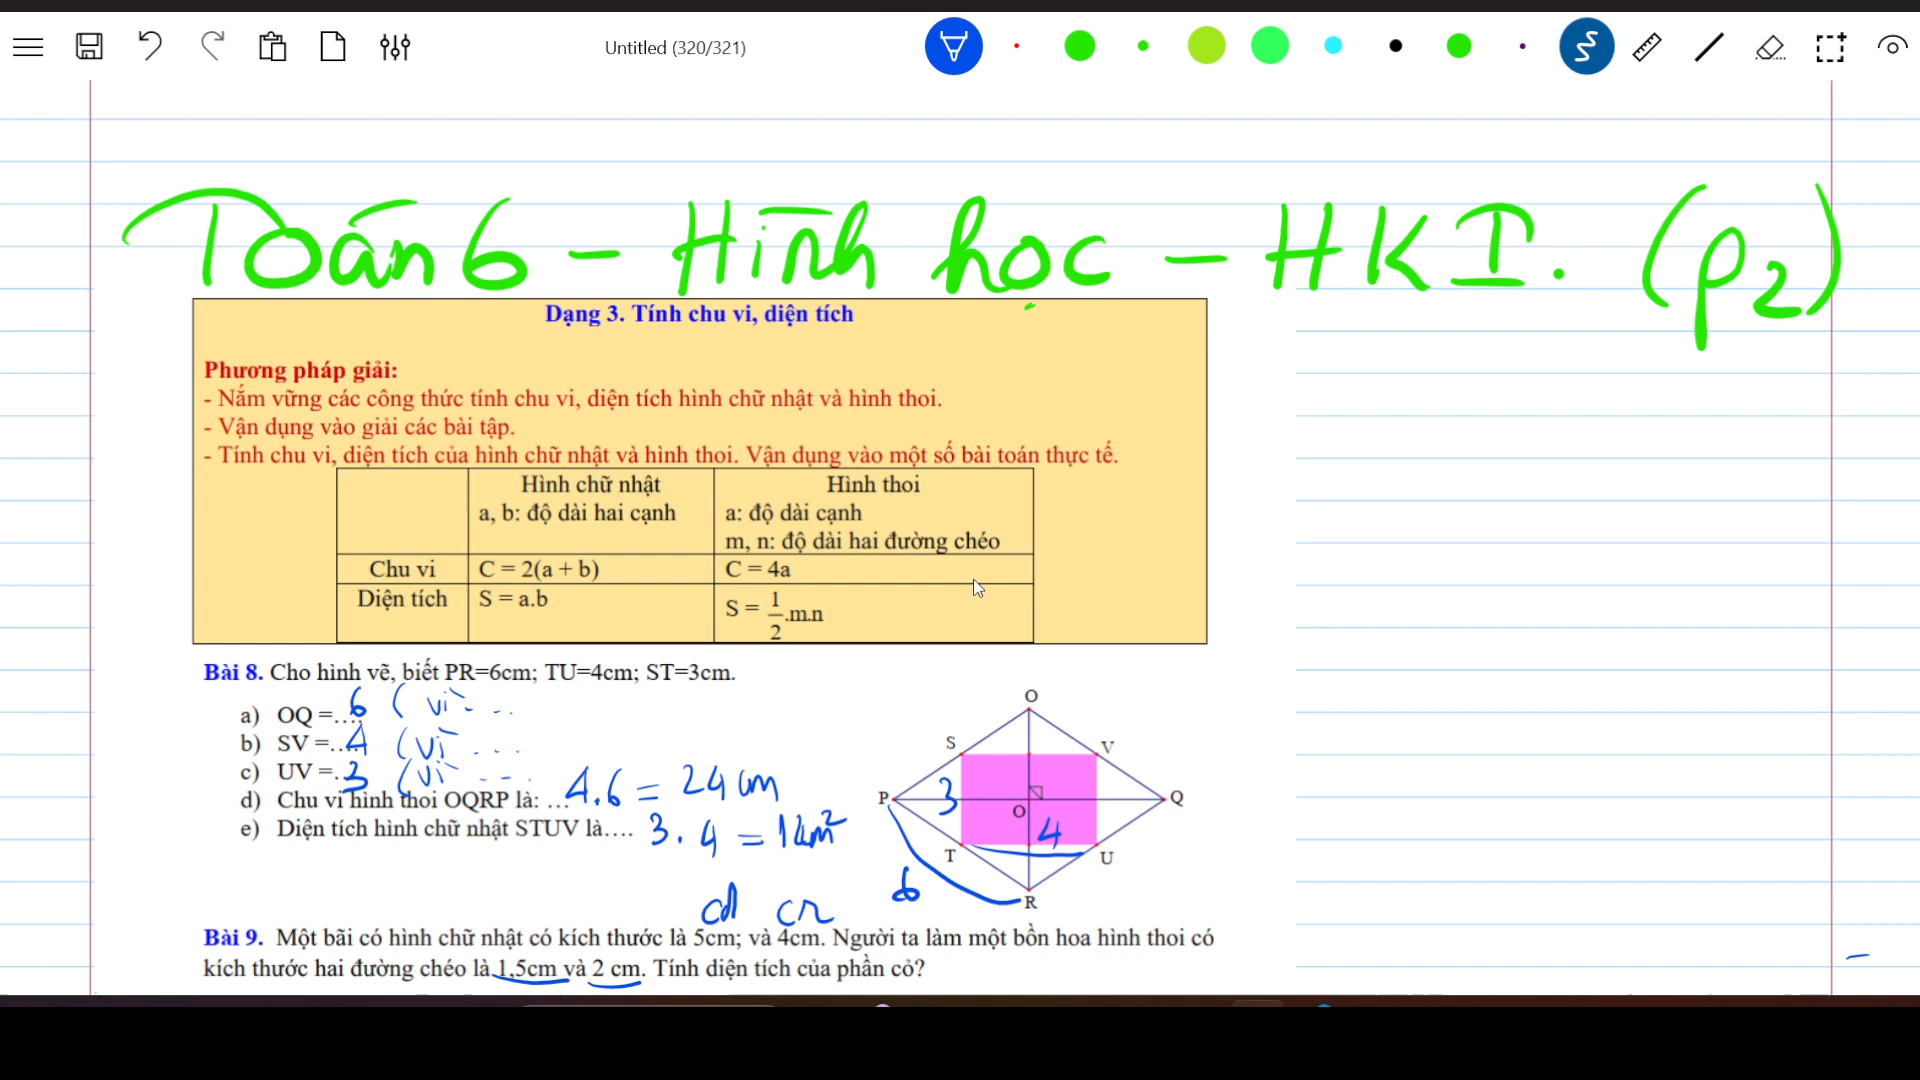 Untitled (320/321)
Toán 6 - Hình học - HKI. (P2)
Dạng 3. Tính chu vi, diện tích
Phương pháp giải:
- Nắm vững các công thức tính chu vi, diện tích hình chữ nhật và hình thoi.
- Vận dụng vào giải các bài tập.
- Tính chu vi, diện tích của hình chữ nhật và hình thoi. Vận dụng vào một số bài toán thực tế.
Hình chữ nhật
a, b: độ dài hai cạnh
Hình thoi
a: độ dài cạnh
m, n: độ dài hai đường chéo
Chu vi C = 2(a + b) C = 4a
Diện tích S = a.b S = 1/2 .m.n
Bài 8. Cho hình vẽ, biết PR=6cm; TU=4cm; ST=3cm.
a) OQ =.... 6 (vì ...
b) SV =.... 4 (vì ...
c) UV =.. 3 (vì ...
d) Chu vi hình thoi OQRP là: ... 4.6 = 24 cm
e) Diện tích hình chữ nhật STUV là.... 3.4 = 12cm²
O
S V
P 3 Q
O 4
T U
6 R
cd cr
Bài 9. Một bãi có hình chữ nhật có kích thước là 5cm; và 4cm. Người ta làm một bồn hoa hình thoi có
kích thước hai đường chéo là 1,5cm và 2 cm. Tính diện tích của phần cỏ?